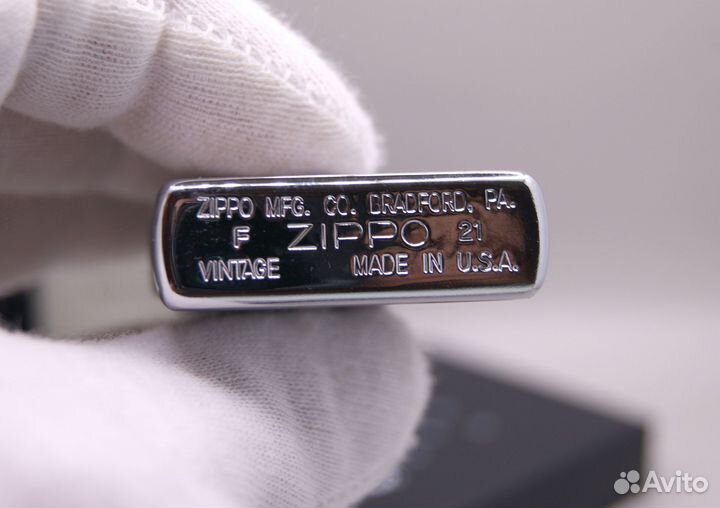 ZIPPO MFG. CO. BRADFORD, PA.
F ZIPPO 21
VINTAGE MADE IN U.S.A.
Avito